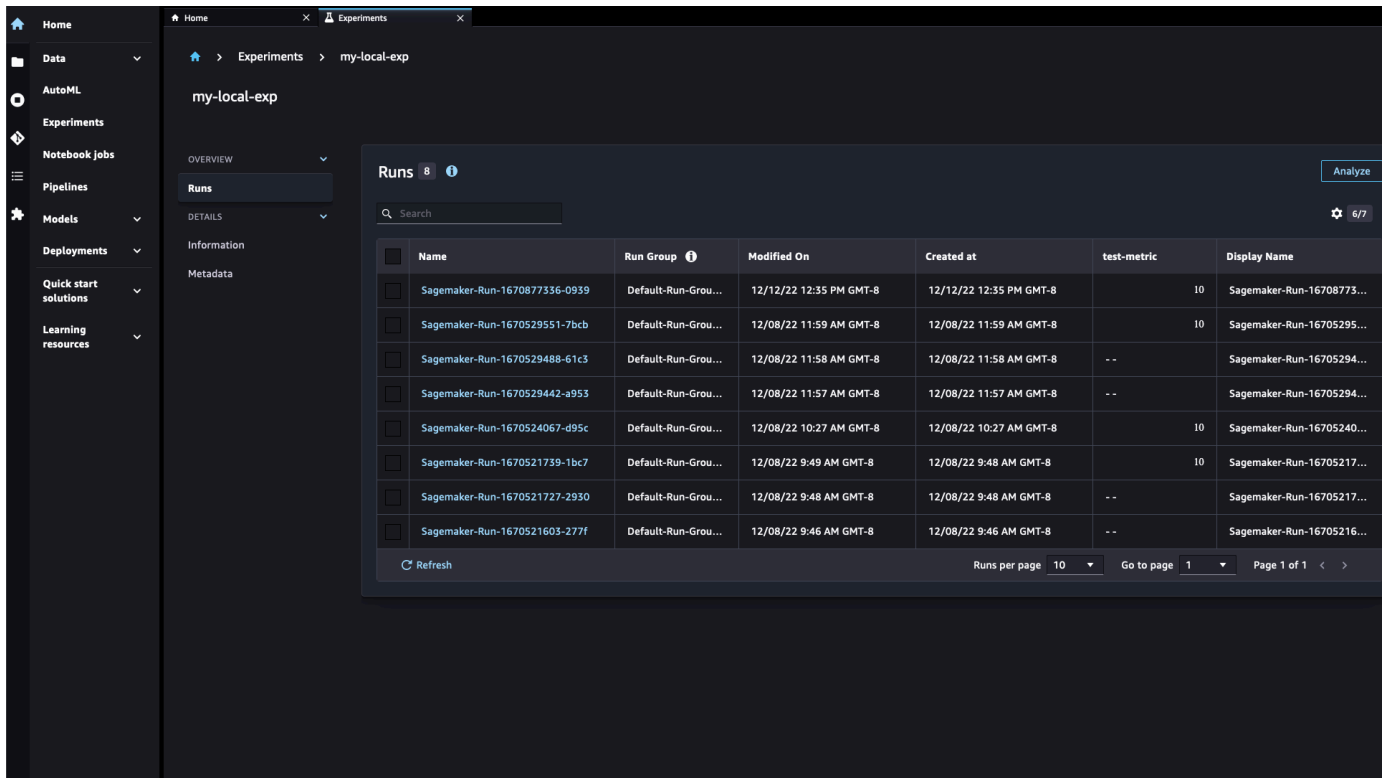 Home
Data
AutoML
Experiments
Notebook jobs
Pipelines
Models
Deployments
Quick start
solutions
Learning
resources
Home Experiments
Experiments > my-local-exp
my-local-exp
OVERVIEW
Runs
DETAILS
Information
Metadata
Runs 8
Analyze
Search
6/7
Name Run Group Modified On Created at test-metric Display Name
Sagemaker-Run-1670877336-0939 Default-Run-Grou... 12/12/22 12:35 PM GMT-8 12/12/22 12:35 PM GMT-8 10 Sagemaker-Run-16708773...
Sagemaker-Run-1670529551-7bcb Default-Run-Grou... 12/08/22 11:59 AM GMT-8 12/08/22 11:59 AM GMT-8 10 Sagemaker-Run-16705295...
Sagemaker-Run-1670529488-61c3 Default-Run-Grou... 12/08/22 11:58 AM GMT-8 12/08/22 11:58 AM GMT-8 -- Sagemaker-Run-16705294...
Sagemaker-Run-1670529442-a953 Default-Run-Grou... 12/08/22 11:57 AM GMT-8 12/08/22 11:57 AM GMT-8 -- Sagemaker-Run-16705294...
Sagemaker-Run-1670524067-d95c Default-Run-Grou... 12/08/22 10:27 AM GMT-8 12/08/22 10:27 AM GMT-8 10 Sagemaker-Run-16705240...
Sagemaker-Run-1670521739-1bc7 Default-Run-Grou... 12/08/22 9:49 AM GMT-8 12/08/22 9:48 AM GMT-8 10 Sagemaker-Run-16705217...
Sagemaker-Run-1670521727-2930 Default-Run-Grou... 12/08/22 9:48 AM GMT-8 12/08/22 9:48 AM GMT-8 -- Sagemaker-Run-16705217...
Sagemaker-Run-1670521603-277f Default-Run-Grou... 12/08/22 9:46 AM GMT-8 12/08/22 9:46 AM GMT-8 -- Sagemaker-Run-16705216...
Refresh Runs per page 10 Go to page 1 Page 1 of 1